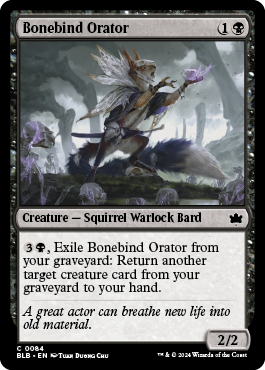 Bonebind Orator 1
Creature — Squirrel Warlock Bard
3, Exile Bonebind Orator from
your graveyard: Return another
target creature card from your
graveyard to your hand.
A great actor can breathe new life into
old material.
2/2
C 0084
BLB • EN Tuan Duong Chu
™ & © 2024 Wizards of the Coast